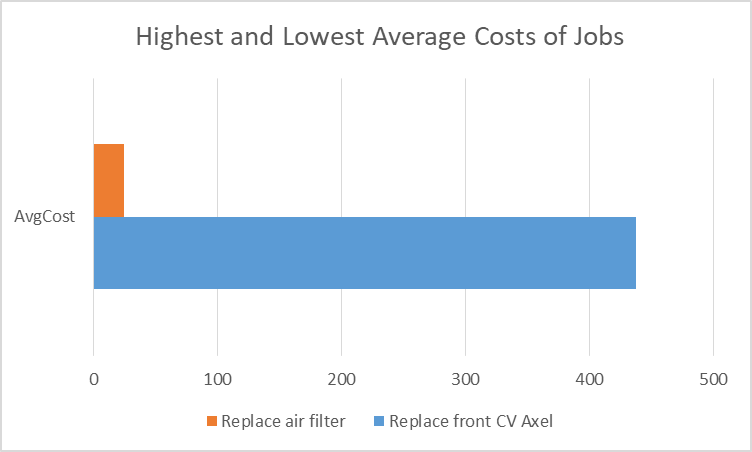 Highest and Lowest Average Costs of Jobs
AvgCost
0 100 200 300 400 500
Replace air filter Replace front CV Axel